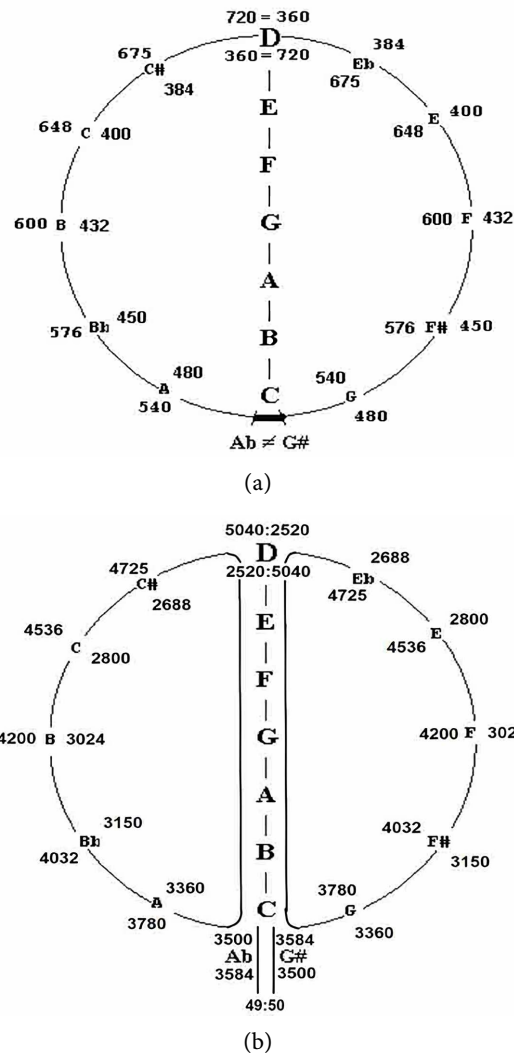 720 = 360
D
360 = 720
675 C# 384
384 Eb 675
E
648 C 400
400 E 648
F
600 B 432
G
600 F 432
A
450 Bb 576
576 F# 450
B
480 A 540
540 G 480
C
Ab ≠ G#
(a)
5040:2520
D
2520:5040
4725 C# 2688
2688 Eb 4725
E
4536 C 2800
2800 E 4536
F
4200 B 3024
G
4200 F 302
A
3150 Bb 4032
4032 F# 3150
B
3360 A 3780
3780 G 3360
C
3500 3584
Ab G#
3584 3500
49:50
(b)